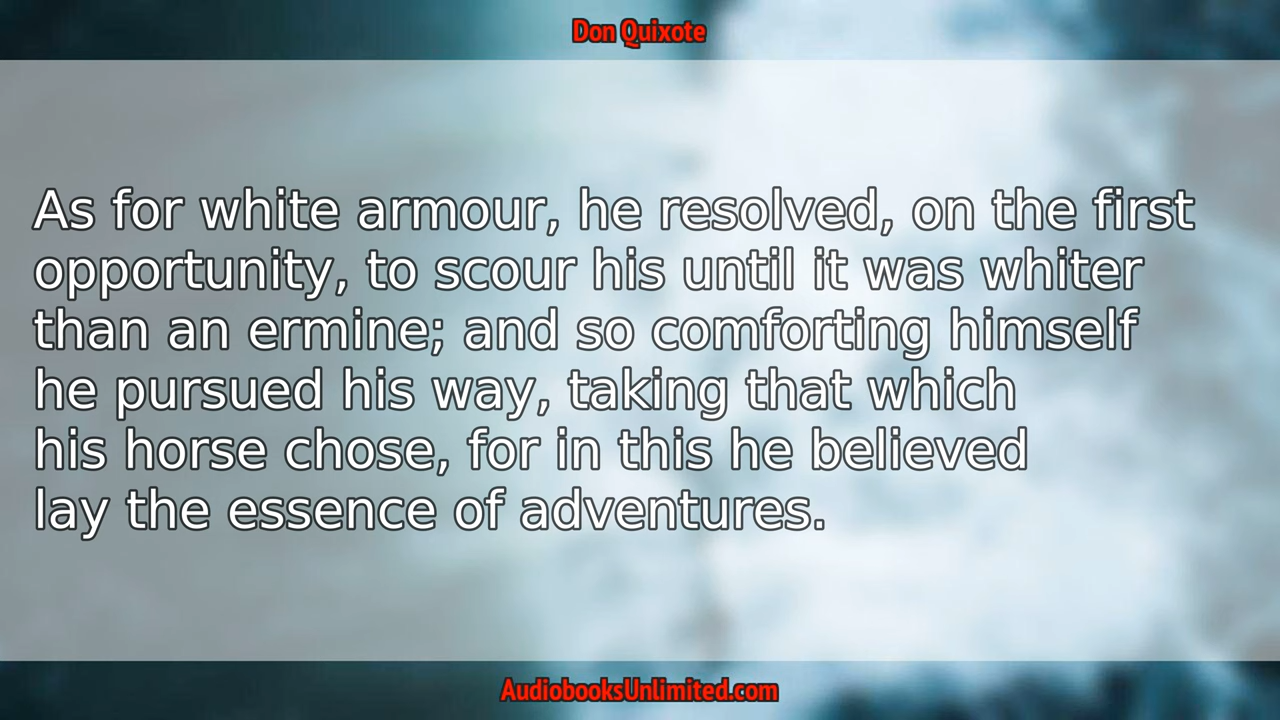 Don Quixote
As for white armour, he resolved, on the first
opportunity, to scour his until it was whiter
than an ermine; and so comforting himself
he pursued his way, taking that which
his horse chose, for in this he believed
lay the essence of adventures.
AudiobooksUnlimited.com